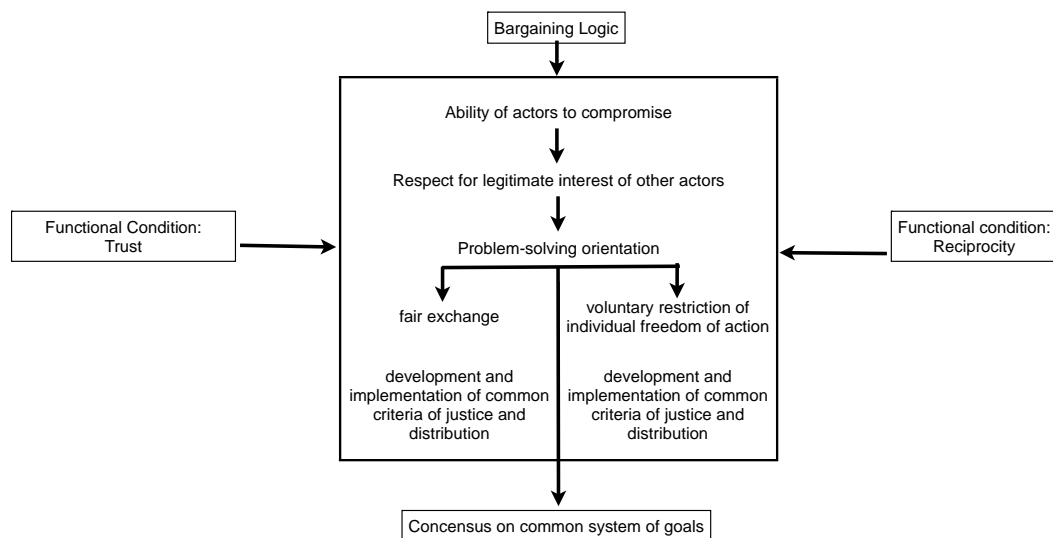 Bargaining Logic
Ability of actors to compromise
Respect for legitimate interest of other actors
Functional Condition:
Trust
Functional condition:
Reciprocity
Problem-solving orientation
fair exchange
voluntary restriction of
individual freedom of action
development and
implementation of common
criteria of justice and
distribution
development and
implementation of common
criteria of justice and
distribution
Concensus on common system of goals